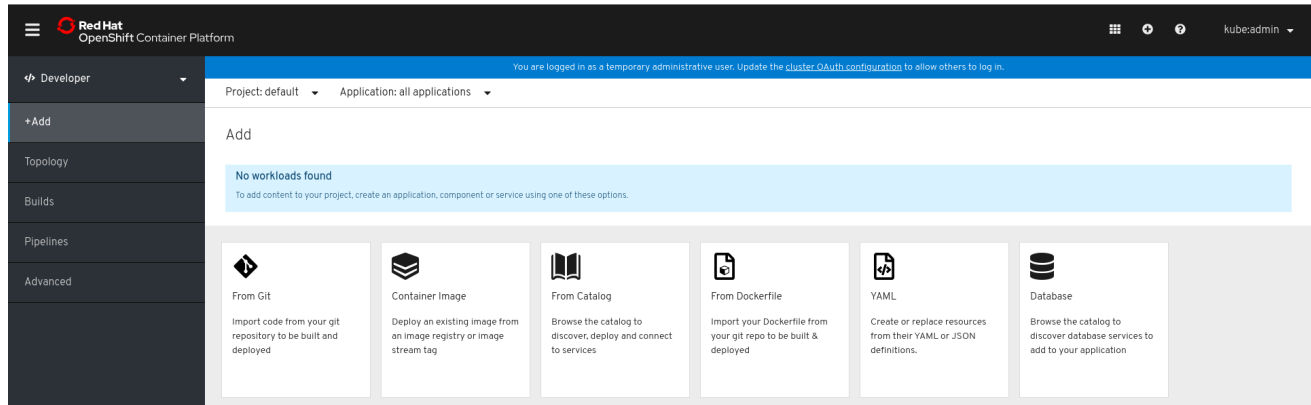 Red Hat
OpenShift Container Platform
kube:admin
Developer
You are logged in as a temporary administrative user. Update the cluster OAuth configuration to allow others to log in.
Project: default
Application: all applications
+Add
Topology
Builds
Pipelines
Advanced
Add
No workloads found
To add content to your project, create an application, component or service using one of these options.
From Git
Import code from your git
repository to be built and
deployed
Container Image
Deploy an existing image from
an image registry or image
stream tag
From Catalog
Browse the catalog to
discover, deploy and connect
to services
From Dockerfile
Import your Dockerfile from
your git repo to be built &
deployed
YAML
Create or replace resources
from their YAML or JSON
definitions.
Database
Browse the catalog to
discover database services to
add to your application